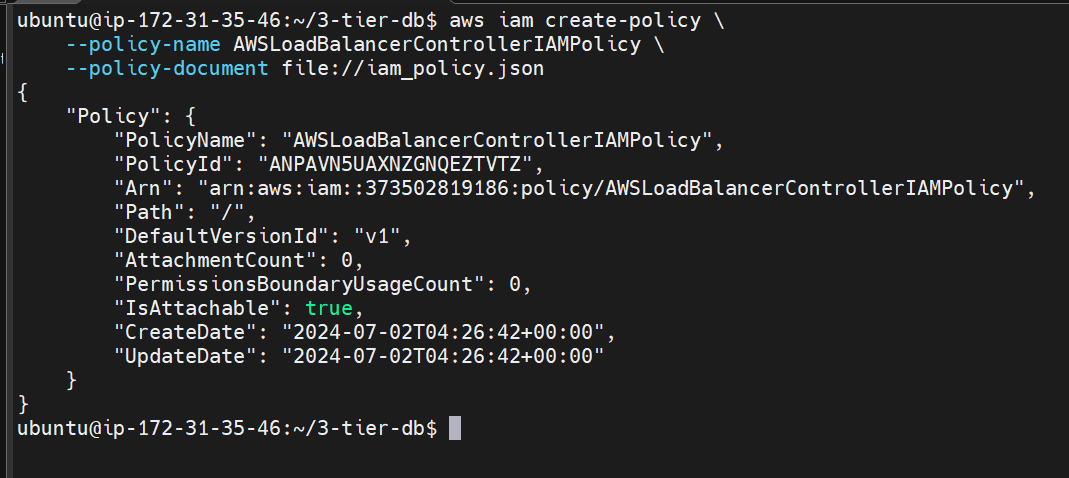 ubuntu@ip-172-31-35-46:~/3-tier-db$ aws iam create-policy \
    --policy-name AWSLoadBalancerControllerIAMPolicy \
    --policy-document file://iam_policy.json
{
    "Policy": {
        "PolicyName": "AWSLoadBalancerControllerIAMPolicy",
        "PolicyId": "ANPAVN5UAXNZGNQEZTVTZ",
        "Arn": "arn:aws:iam::373502819186:policy/AWSLoadBalancerControllerIAMPolicy",
        "Path": "/",
        "DefaultVersionId": "v1",
        "AttachmentCount": 0,
        "PermissionsBoundaryUsageCount": 0,
        "IsAttachable": true,
        "CreateDate": "2024-07-02T04:26:42+00:00",
        "UpdateDate": "2024-07-02T04:26:42+00:00"
    }
}
ubuntu@ip-172-31-35-46:~/3-tier-db$